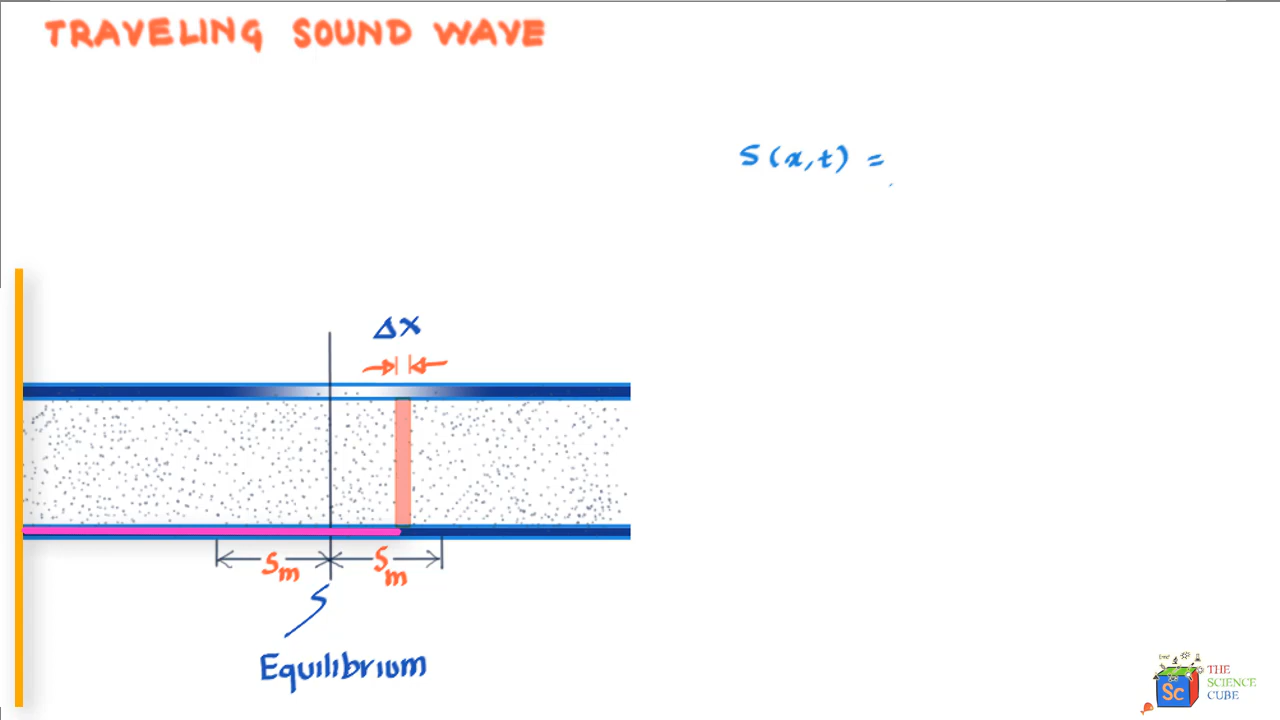 TRAVELING SOUND WAVE
S(x,t) =
Δx
Sm Sm
Equilibrium
Sc
THE
SCIENCE
CUBE